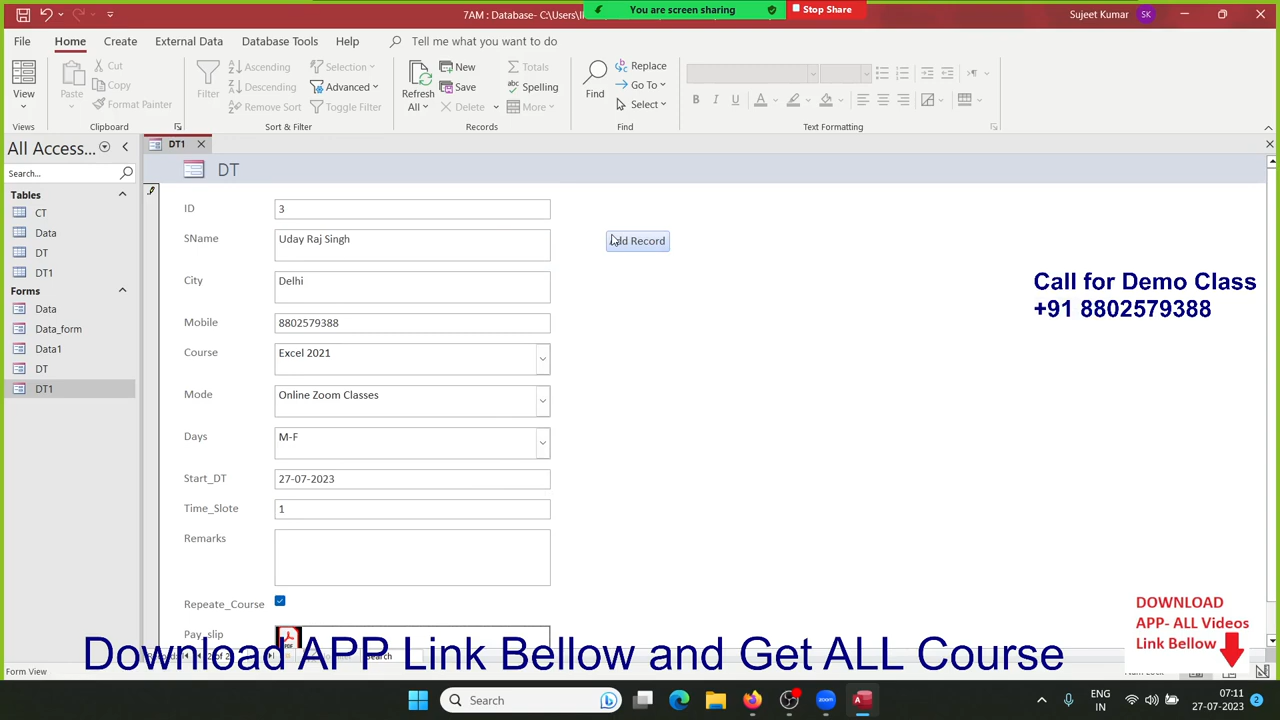 You are screen sharing
Stop Share
7AM : Database- C:\Users\
Sujeet Kumar
SK
File
Home
Create
External Data
Database Tools
Help
Tell me what you want to do
View
Paste
Cut
Copy
Format Painter
Filter
Ascending
Descending
Remove Sort
Selection
Advanced
Toggle Filter
Refresh
All
New
Save
Delete
Totals
Spelling
More
Find
Replace
Go To
Select
B I U A
Views
Clipboard
Sort & Filter
Records
Find
Text Formatting
All Access...
Search...
Tables
CT
Data
DT
DT1
Forms
Data
Data_form
Data1
DT
DT1
DT1
DT
ID
3
SName
Uday Raj Singh
Add Record
City
Delhi
Mobile
8802579388
Course
Excel 2021
Mode
Online Zoom Classes
Days
M-F
Start_DT
27-07-2023
Time_Slote
1
Remarks
Repeate_Course
Pay_slip
PDF
Call for Demo Class
+91 8802579388
DOWNLOAD
APP- ALL Videos
Link Bellow
Download APP Link Bellow and Get ALL Course
Search
Form View
Search
zoom
ENG
IN
07:11
27-07-2023
2